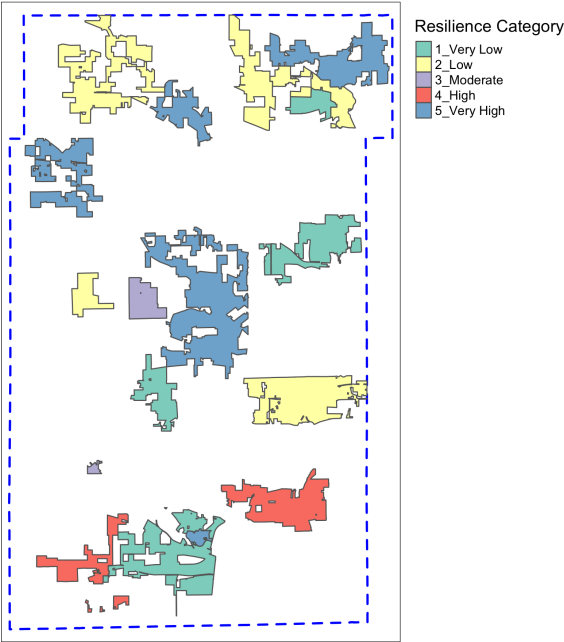 Resilience Category
1_Very Low
2_Low
3_Moderate
4_High
5_Very High